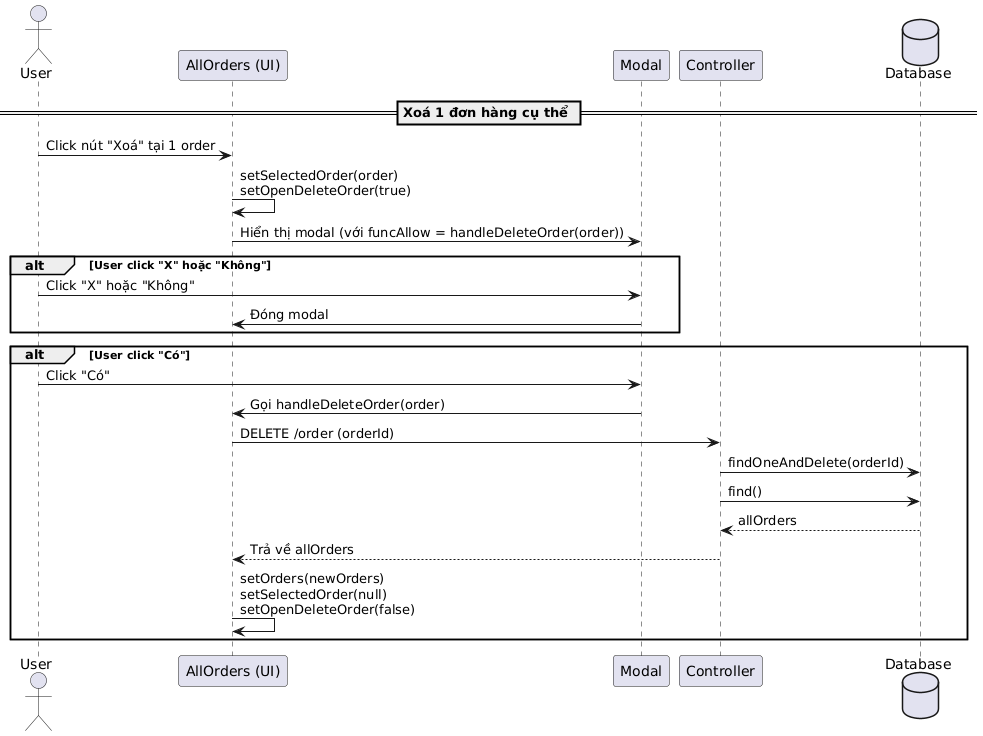 User
AllOrders (UI)
Modal
Controller
Database
Xoá 1 đơn hàng cụ thể
Click nút "Xoá" tại 1 order
setSelectedOrder(order)
setOpenDeleteOrder(true)
Hiển thị modal (với funcAllow = handleDeleteOrder(order))
alt [User click "X" hoặc "Không"]
Click "X" hoặc "Không"
Đóng modal
alt [User click "Có"]
Click "Có"
Gọi handleDeleteOrder(order)
DELETE /order (orderId)
findOneAndDelete(orderId)
find()
allOrders
Trả về allOrders
setOrders(newOrders)
setSelectedOrder(null)
setOpenDeleteOrder(false)
User
AllOrders (UI)
Modal
Controller
Database